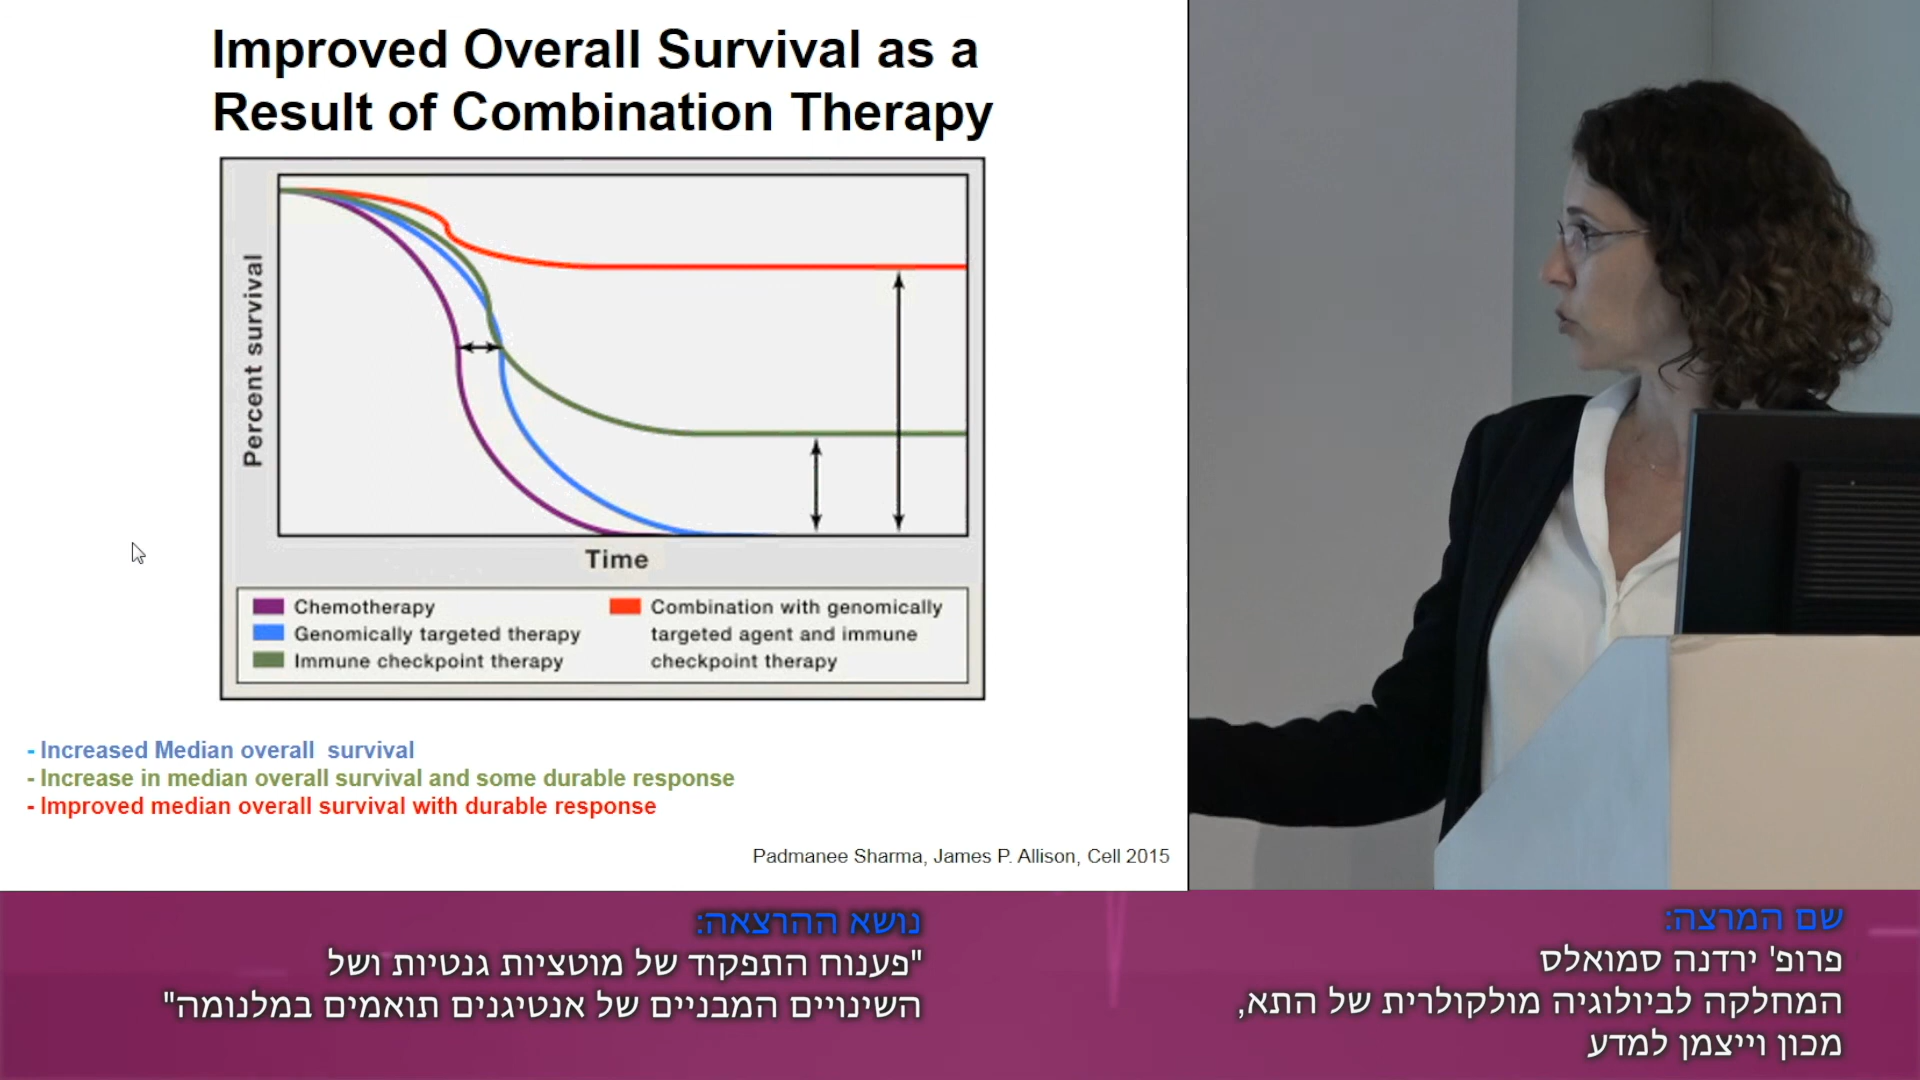 Improved Overall Survival as a
Result of Combination Therapy
Percent survival
Time
Chemotherapy
Genomically targeted therapy
Immune checkpoint therapy
Combination with genomically
targeted agent and immune
checkpoint therapy
- Increased Median overall survival
- Increase in median overall survival and some durable response
- Improved median overall survival with durable response
Padmanee Sharma, James P. Allison, Cell 2015
שם המרצה:
פרופ' ירדנה סמואלס
המחלקה לביולוגיה מולקולרית של התא,
מכון וייצמן למדע
נושא ההרצאה:
"פענוח התפקוד של מוטציות גנטיות ושל
השינויים המבניים של אנטיגנים תואמים במלנומה"